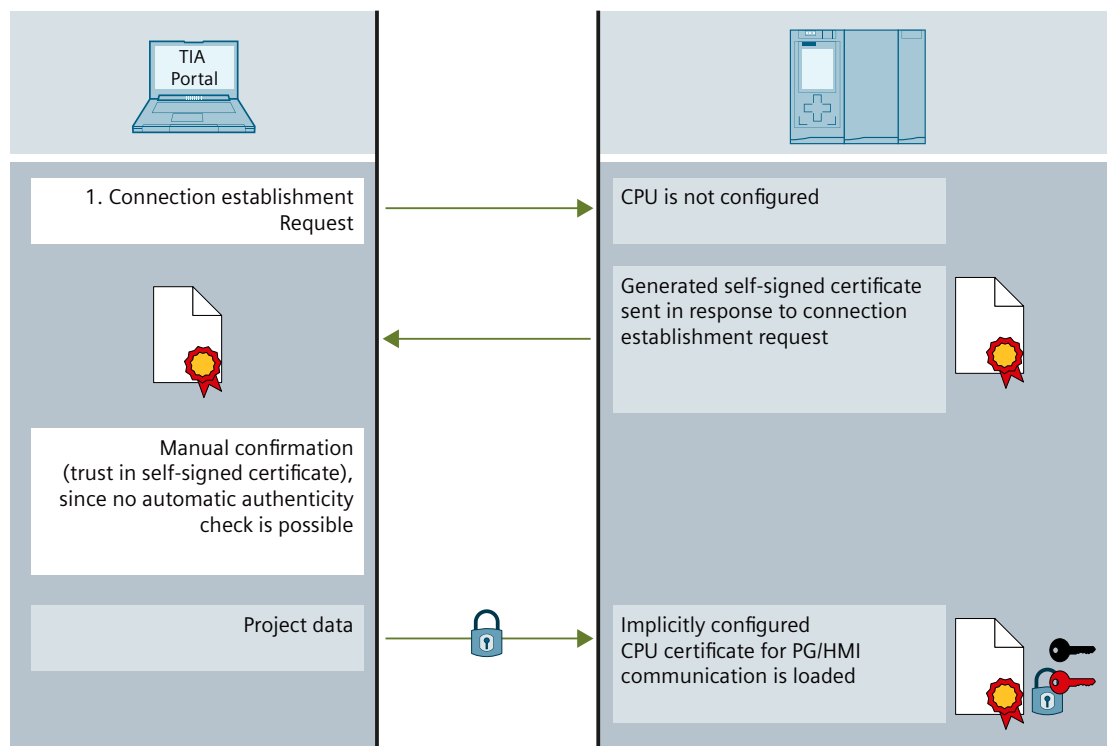 TIA
Portal
1. Connection establishment
Request
CPU is not configured
Generated self-signed certificate
sent in response to connection
establishment request
Manual confirmation
(trust in self-signed certificate),
since no automatic authenticity
check is possible
Project data
Implicitly configured
CPU certificate for PG/HMI
communication is loaded